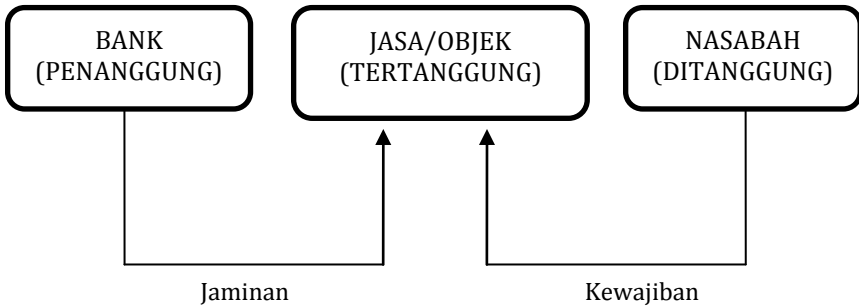 BANK
(PENANGGUNG)
JASA/OBJEK
(TERTANGGUNG)
NASABAH
(DITANGGUNG)
Jaminan
Kewajiban